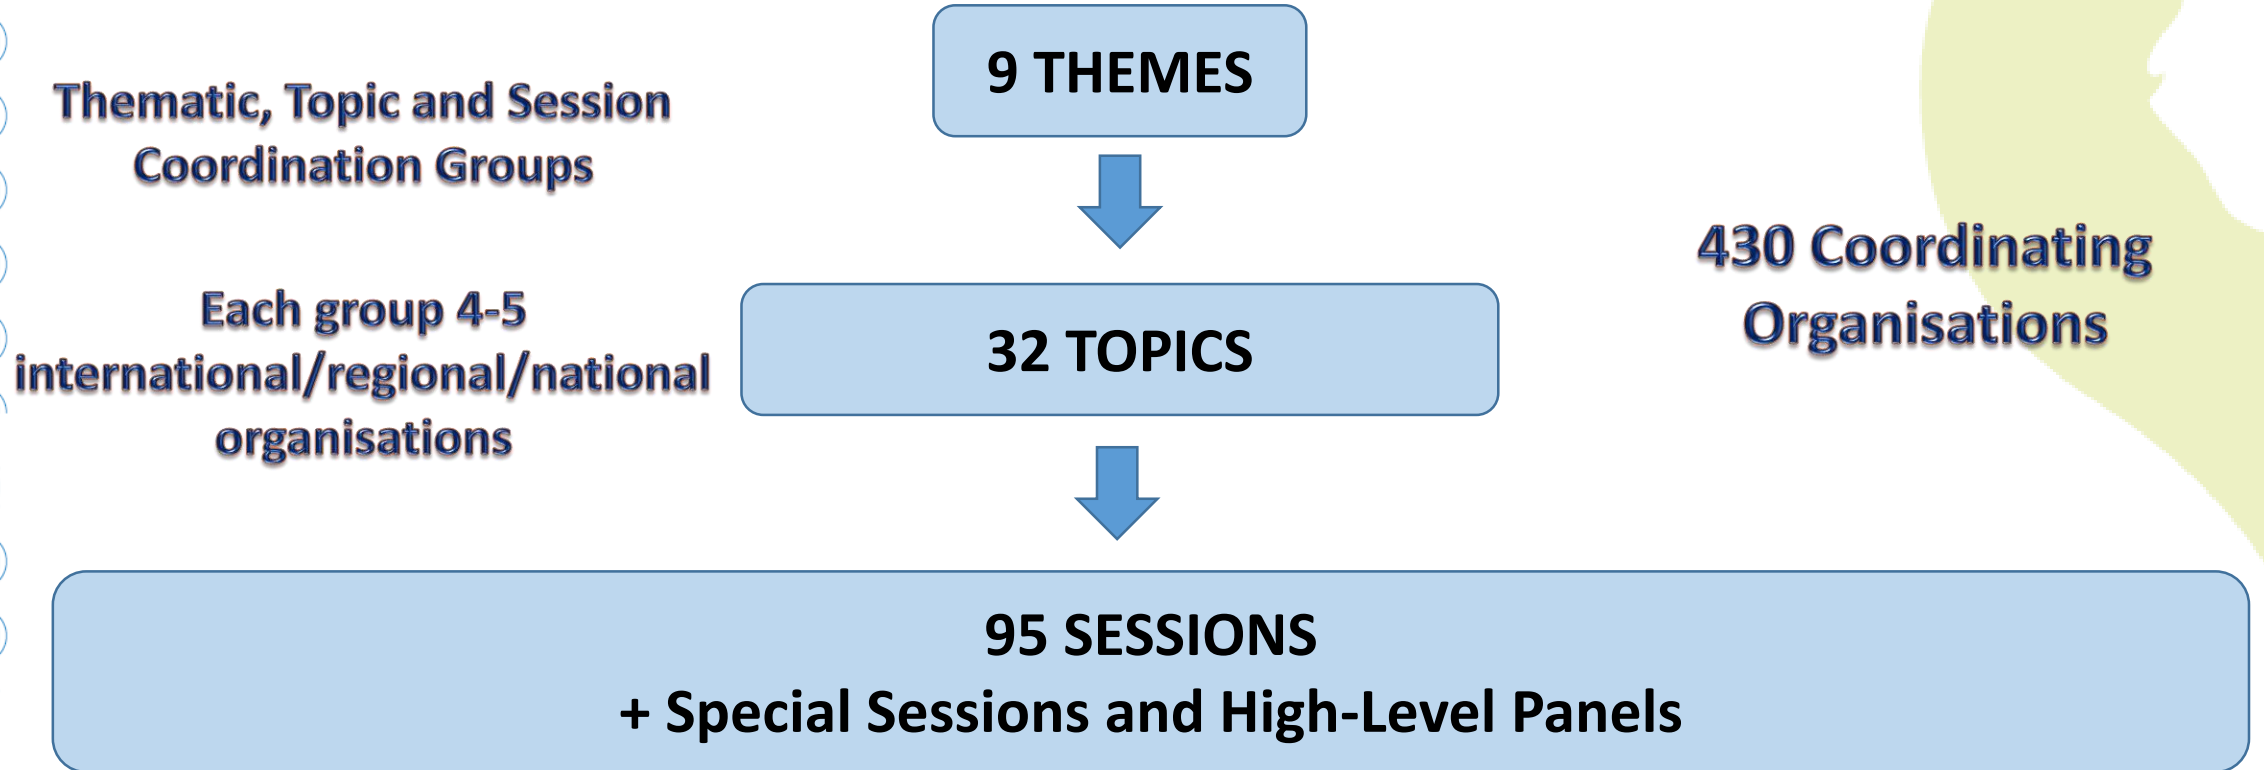 9 THEMES
Thematic, Topic and Session
Coordination Groups
430 Coordinating
Organisations
Each group 4-5
international/regional/national
organisations
32 TOPICS
95 SESSIONS
+ Special Sessions and High-Level Panels